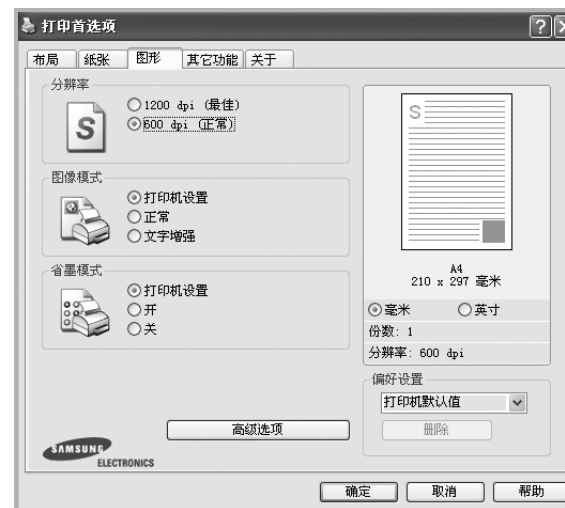 打印首选项
布局 纸张 图形 其它功能 关于
分辨率
1200 dpi (最佳)
600 dpi (正常)
图像模式
打印机设置
正常
文字增强
省墨模式
打印机设置
开
关
高级选项
SAMSUNG
ELECTRONICS
S
S
A4
210 x 297 毫米
毫米 英寸
份数: 1
分辨率: 600 dpi
偏好设置
打印机默认值
删除
确定 取消 帮助